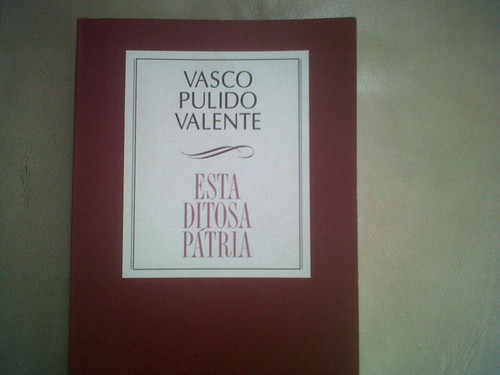 VASCO
PULIDO
VALENTE
ESTA
DITOSA
PÁTRIA